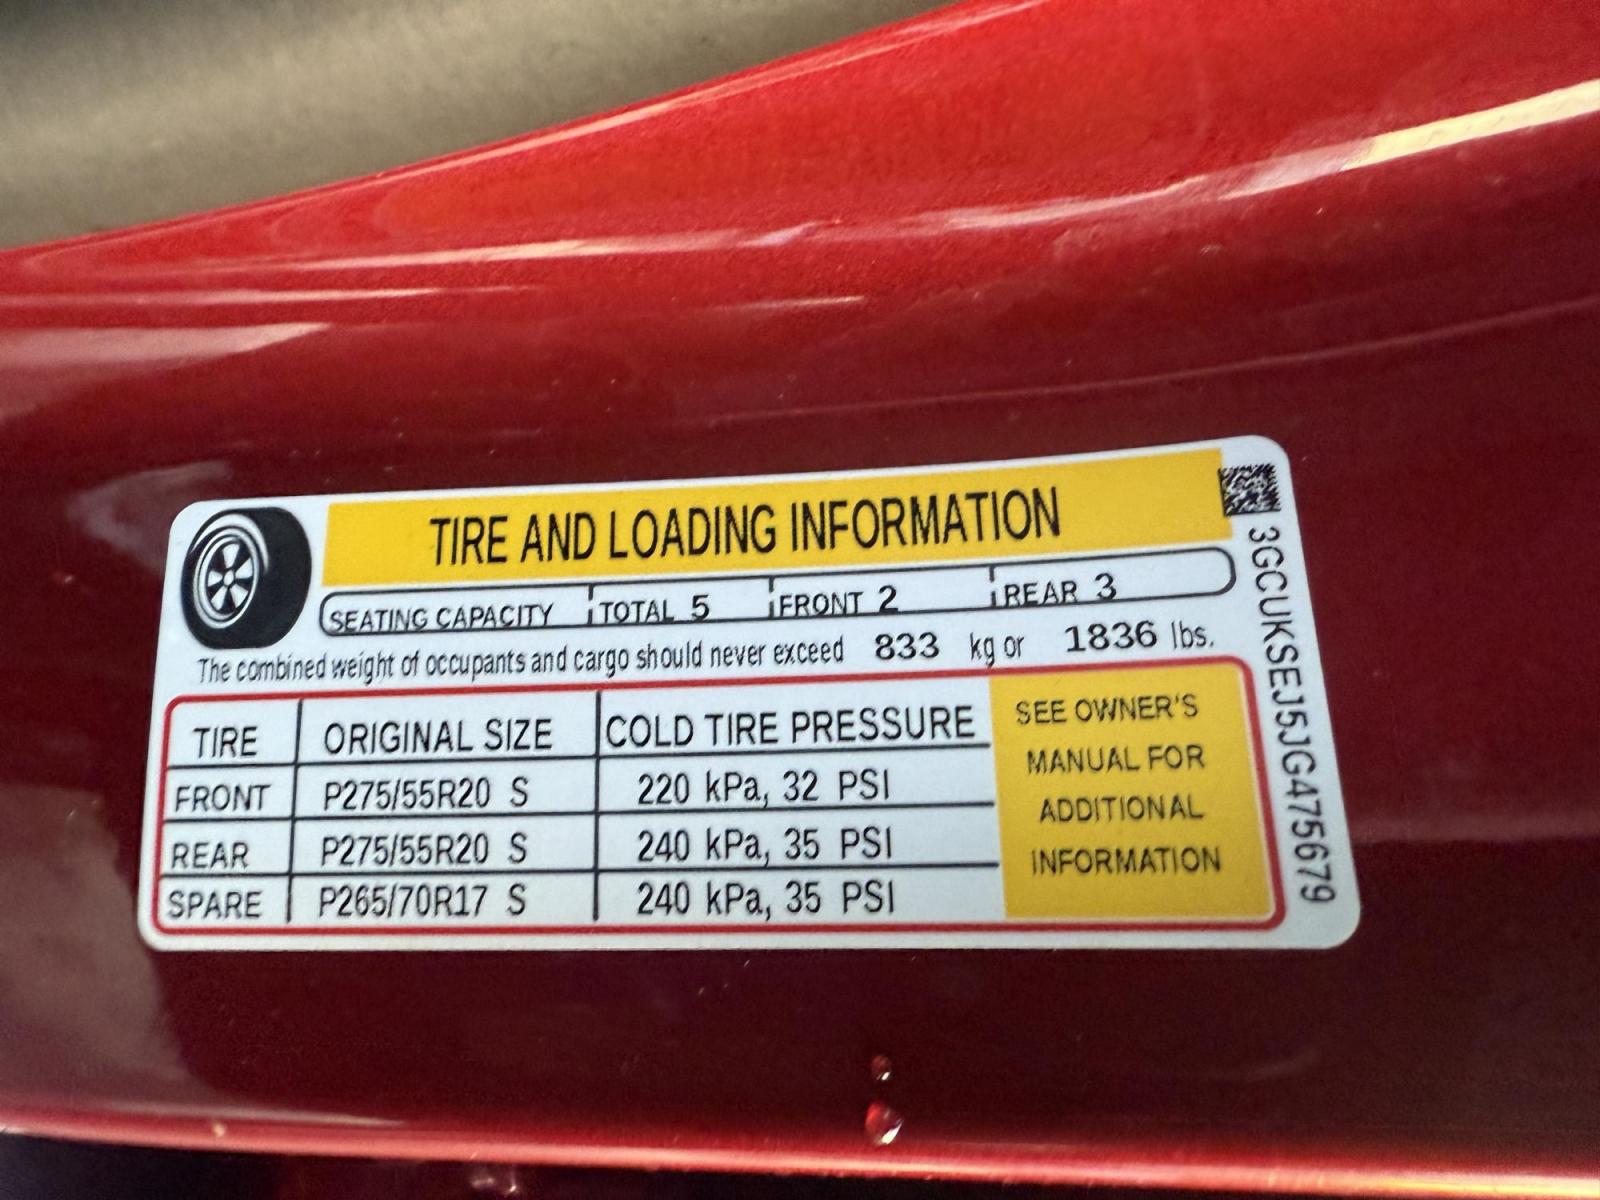 TIRE AND LOADING INFORMATION
SEATING CAPACITY TOTAL 5 FRONT 2 REAR 3
The combined weight of occupants and cargo should never exceed 833 kg or 1836 lbs.
TIRE ORIGINAL SIZE COLD TIRE PRESSURE
FRONT P275/55R20 S 220 kPa, 32 PSI
REAR P275/55R20 S 240 kPa, 35 PSI
SPARE P265/70R17 S 240 kPa, 35 PSI
SEE OWNER'S
MANUAL FOR
ADDITIONAL
INFORMATION
3GCUKSEJ5JG475679